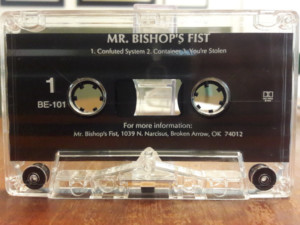 MR. BISHOP'S FIST
1. Confuted System 2. Container 3. You're Stolen
1
BE-101
For more information:
Mr. Bishop's Fist, 1039 N. Narcisus, Broken Arrow, OK 74012